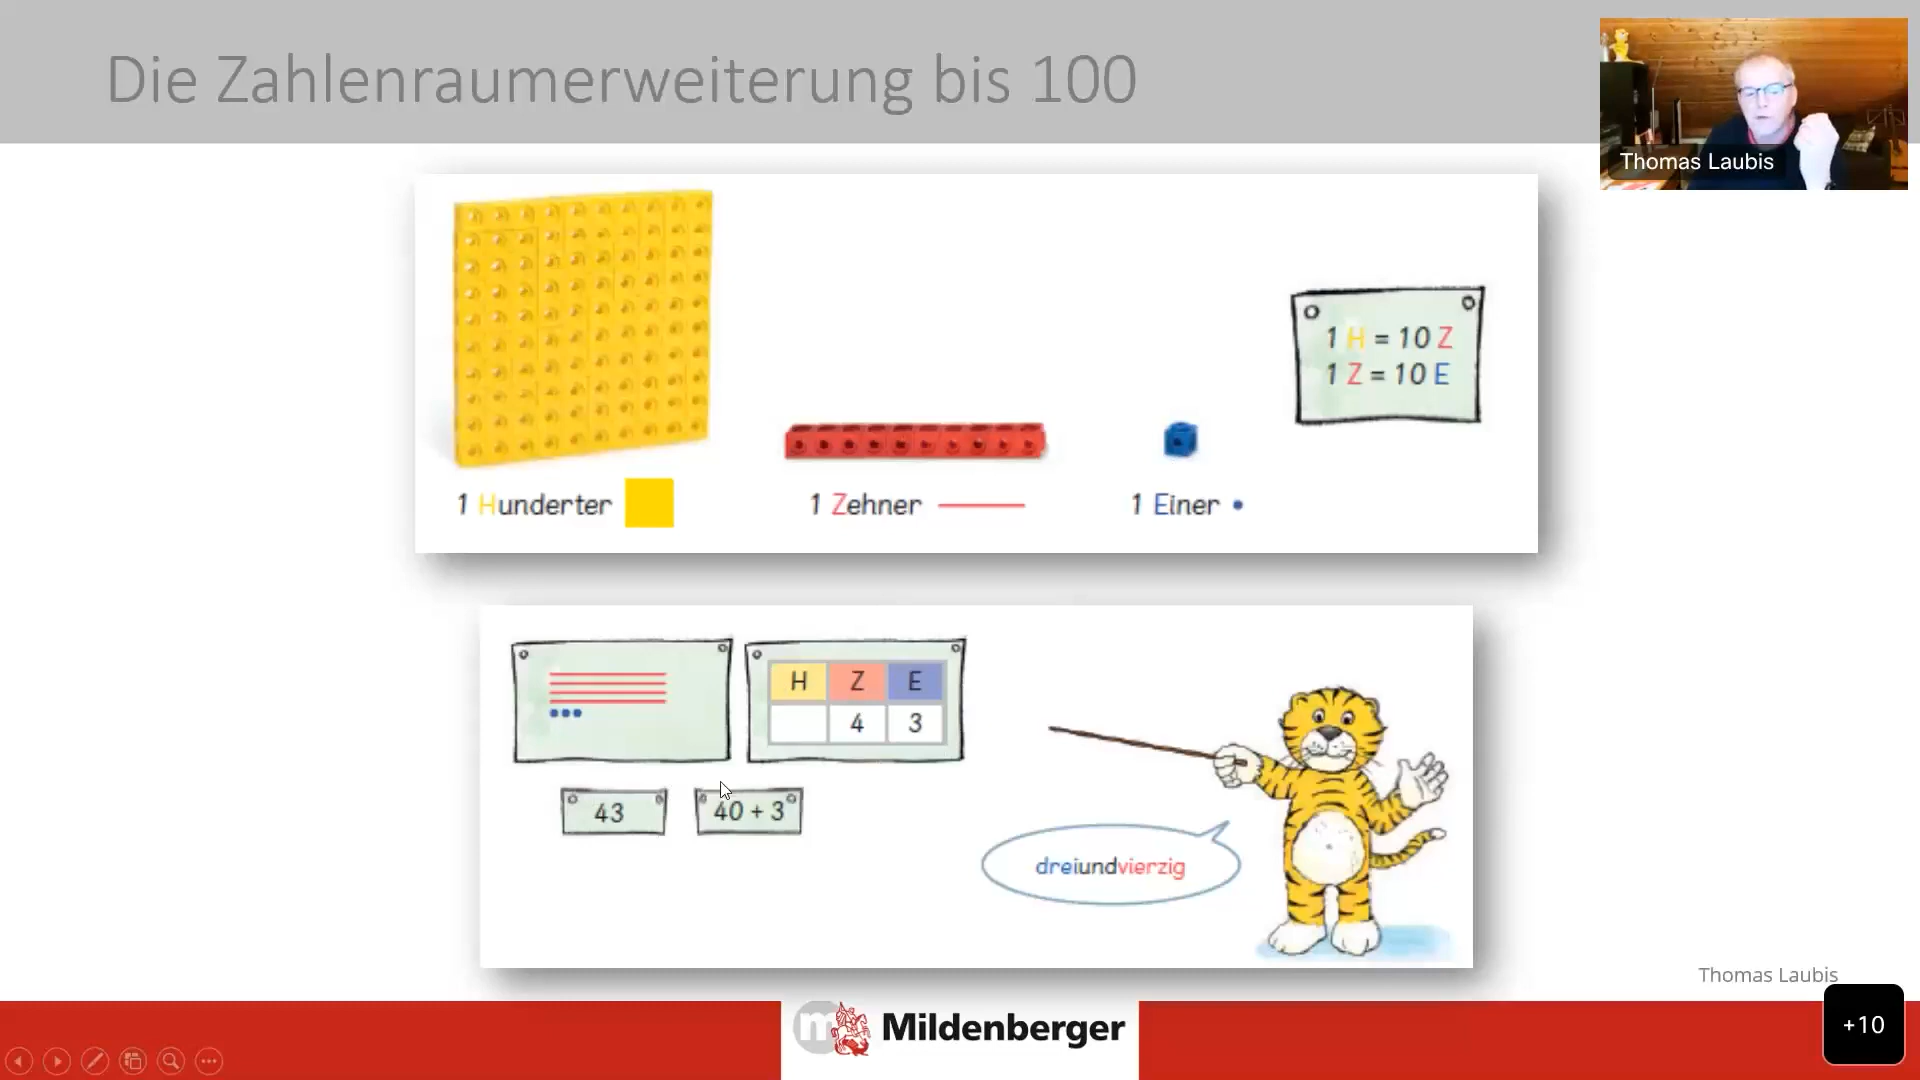 Die Zahlenraumerweiterung bis 100
Thomas Laubis
1 H = 10 Z
1 Z = 10 E
1 Hunderter
1 Zehner
1 Einer
H Z E
4 3
43
40 + 3
dreiundvierzig
Thomas Laubis
m Mildenberger
+10